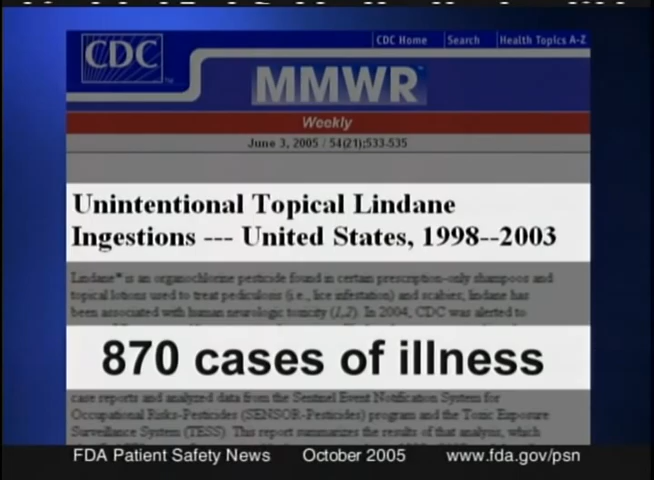 CDC
CDC Home Search Health Topics A-Z
MMWR
Weekly
June 3, 2005 / 54(21);533-535
Unintentional Topical Lindane
Ingestions --- United States, 1998--2003
Lindane* is an organochlorine pesticide found in certain prescription-only shampoos and
topical lotions used to treat pediculosis (i.e., lice infestation) and scabies; lindane has
been associated with human neurologic toxicity (1,2). In 2004, CDC was alerted to
870 cases of illness
case reports and analyzed data from the Sentinel Event Notification System for
Occupational Risks-Pesticides (SENSOR-Pesticides) program and the Toxic Exposure
Surveillance System (TESS). This report summarizes the results of that analysis, which
FDA Patient Safety News October 2005 www.fda.gov/psn